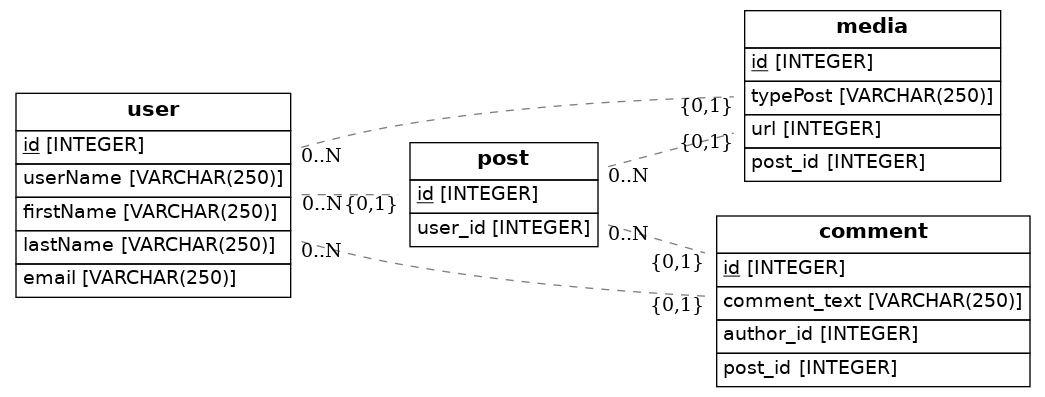 user
id [INTEGER]
userName [VARCHAR(250)]
firstName [VARCHAR(250)]
lastName [VARCHAR(250)]
email [VARCHAR(250)]
0..N
0..N{0,1}
0..N
post
id [INTEGER]
user_id [INTEGER]
0..N
0..N
{0,1}
{0,1}
{0,1}
{0,1}
media
id [INTEGER]
typePost [VARCHAR(250)]
url [INTEGER]
post_id [INTEGER]
comment
id [INTEGER]
comment_text [VARCHAR(250)]
author_id [INTEGER]
post_id [INTEGER]